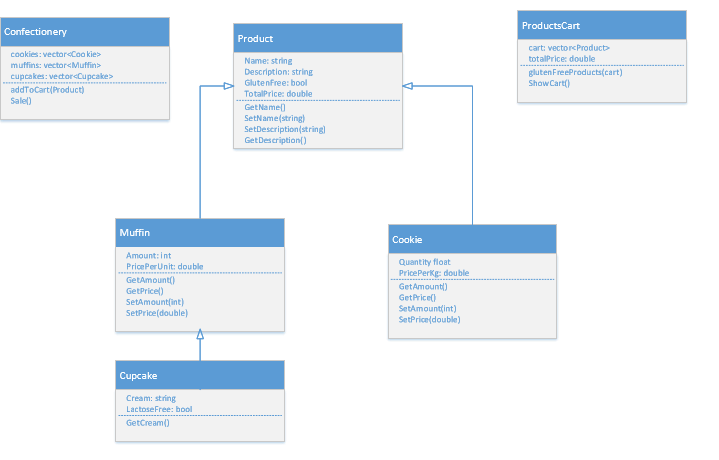 Confectionery
cookies: vector<Cookie>
muffins: vector<Muffin>
cupcakes: vector<Cupcake>
addToCart(Product)
Sale()
Product
Name: string
Description: string
GlutenFree: bool
TotalPrice: double
GetName()
SetName(string)
SetDescription(string)
GetDescription()
ProductsCart
cart: vector<Product>
totalPrice: double
glutenFreeProducts(cart)
ShowCart()
Muffin
Amount: int
PricePerUnit: double
GetAmount()
GetPrice()
SetAmount(int)
SetPrice(double)
Cookie
Quantity float
PricePerKg: double
GetAmount()
GetPrice()
SetAmount(int)
SetPrice(double)
Cupcake
Cream: string
LactoseFree: bool
GetCream()